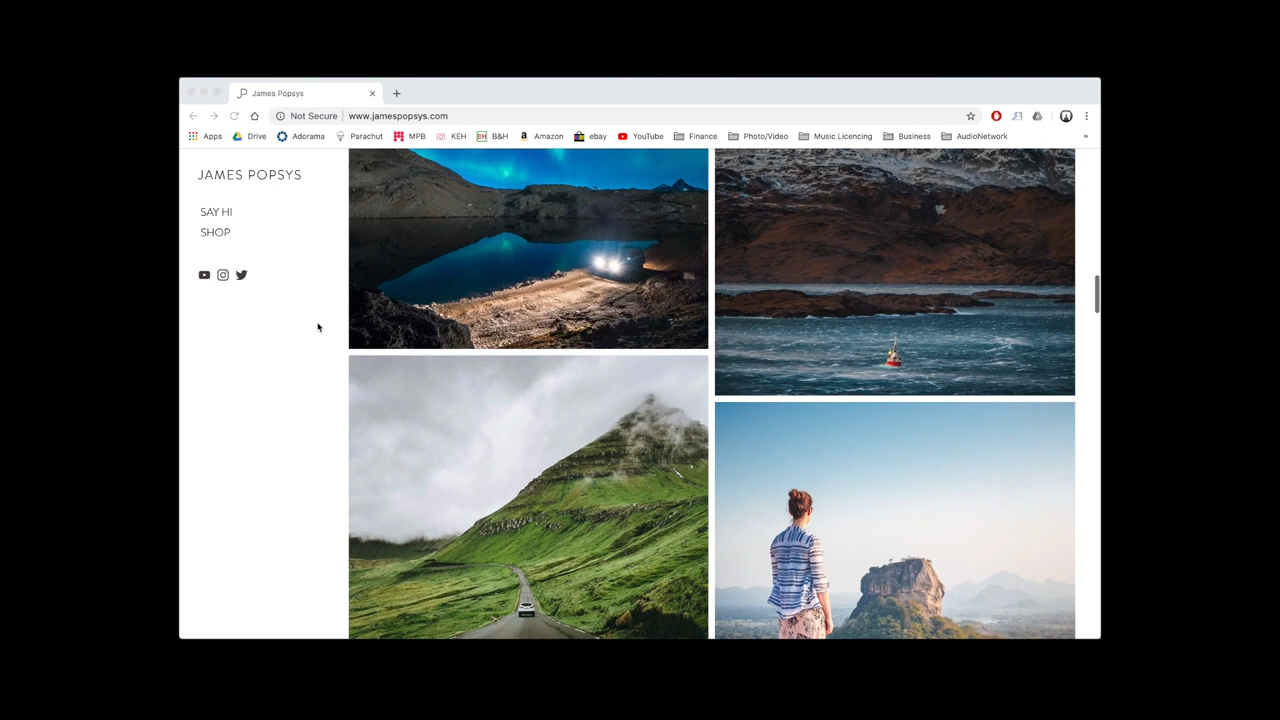 James Popsys
Not Secure | www.jamespopsys.com
Apps Drive Adorama Parachut MPB KEH BH B&H Amazon ebay YouTube Finance Photo/Video Music Licencing Business AudioNetwork »
JAMES POPSYS
SAY HI
SHOP